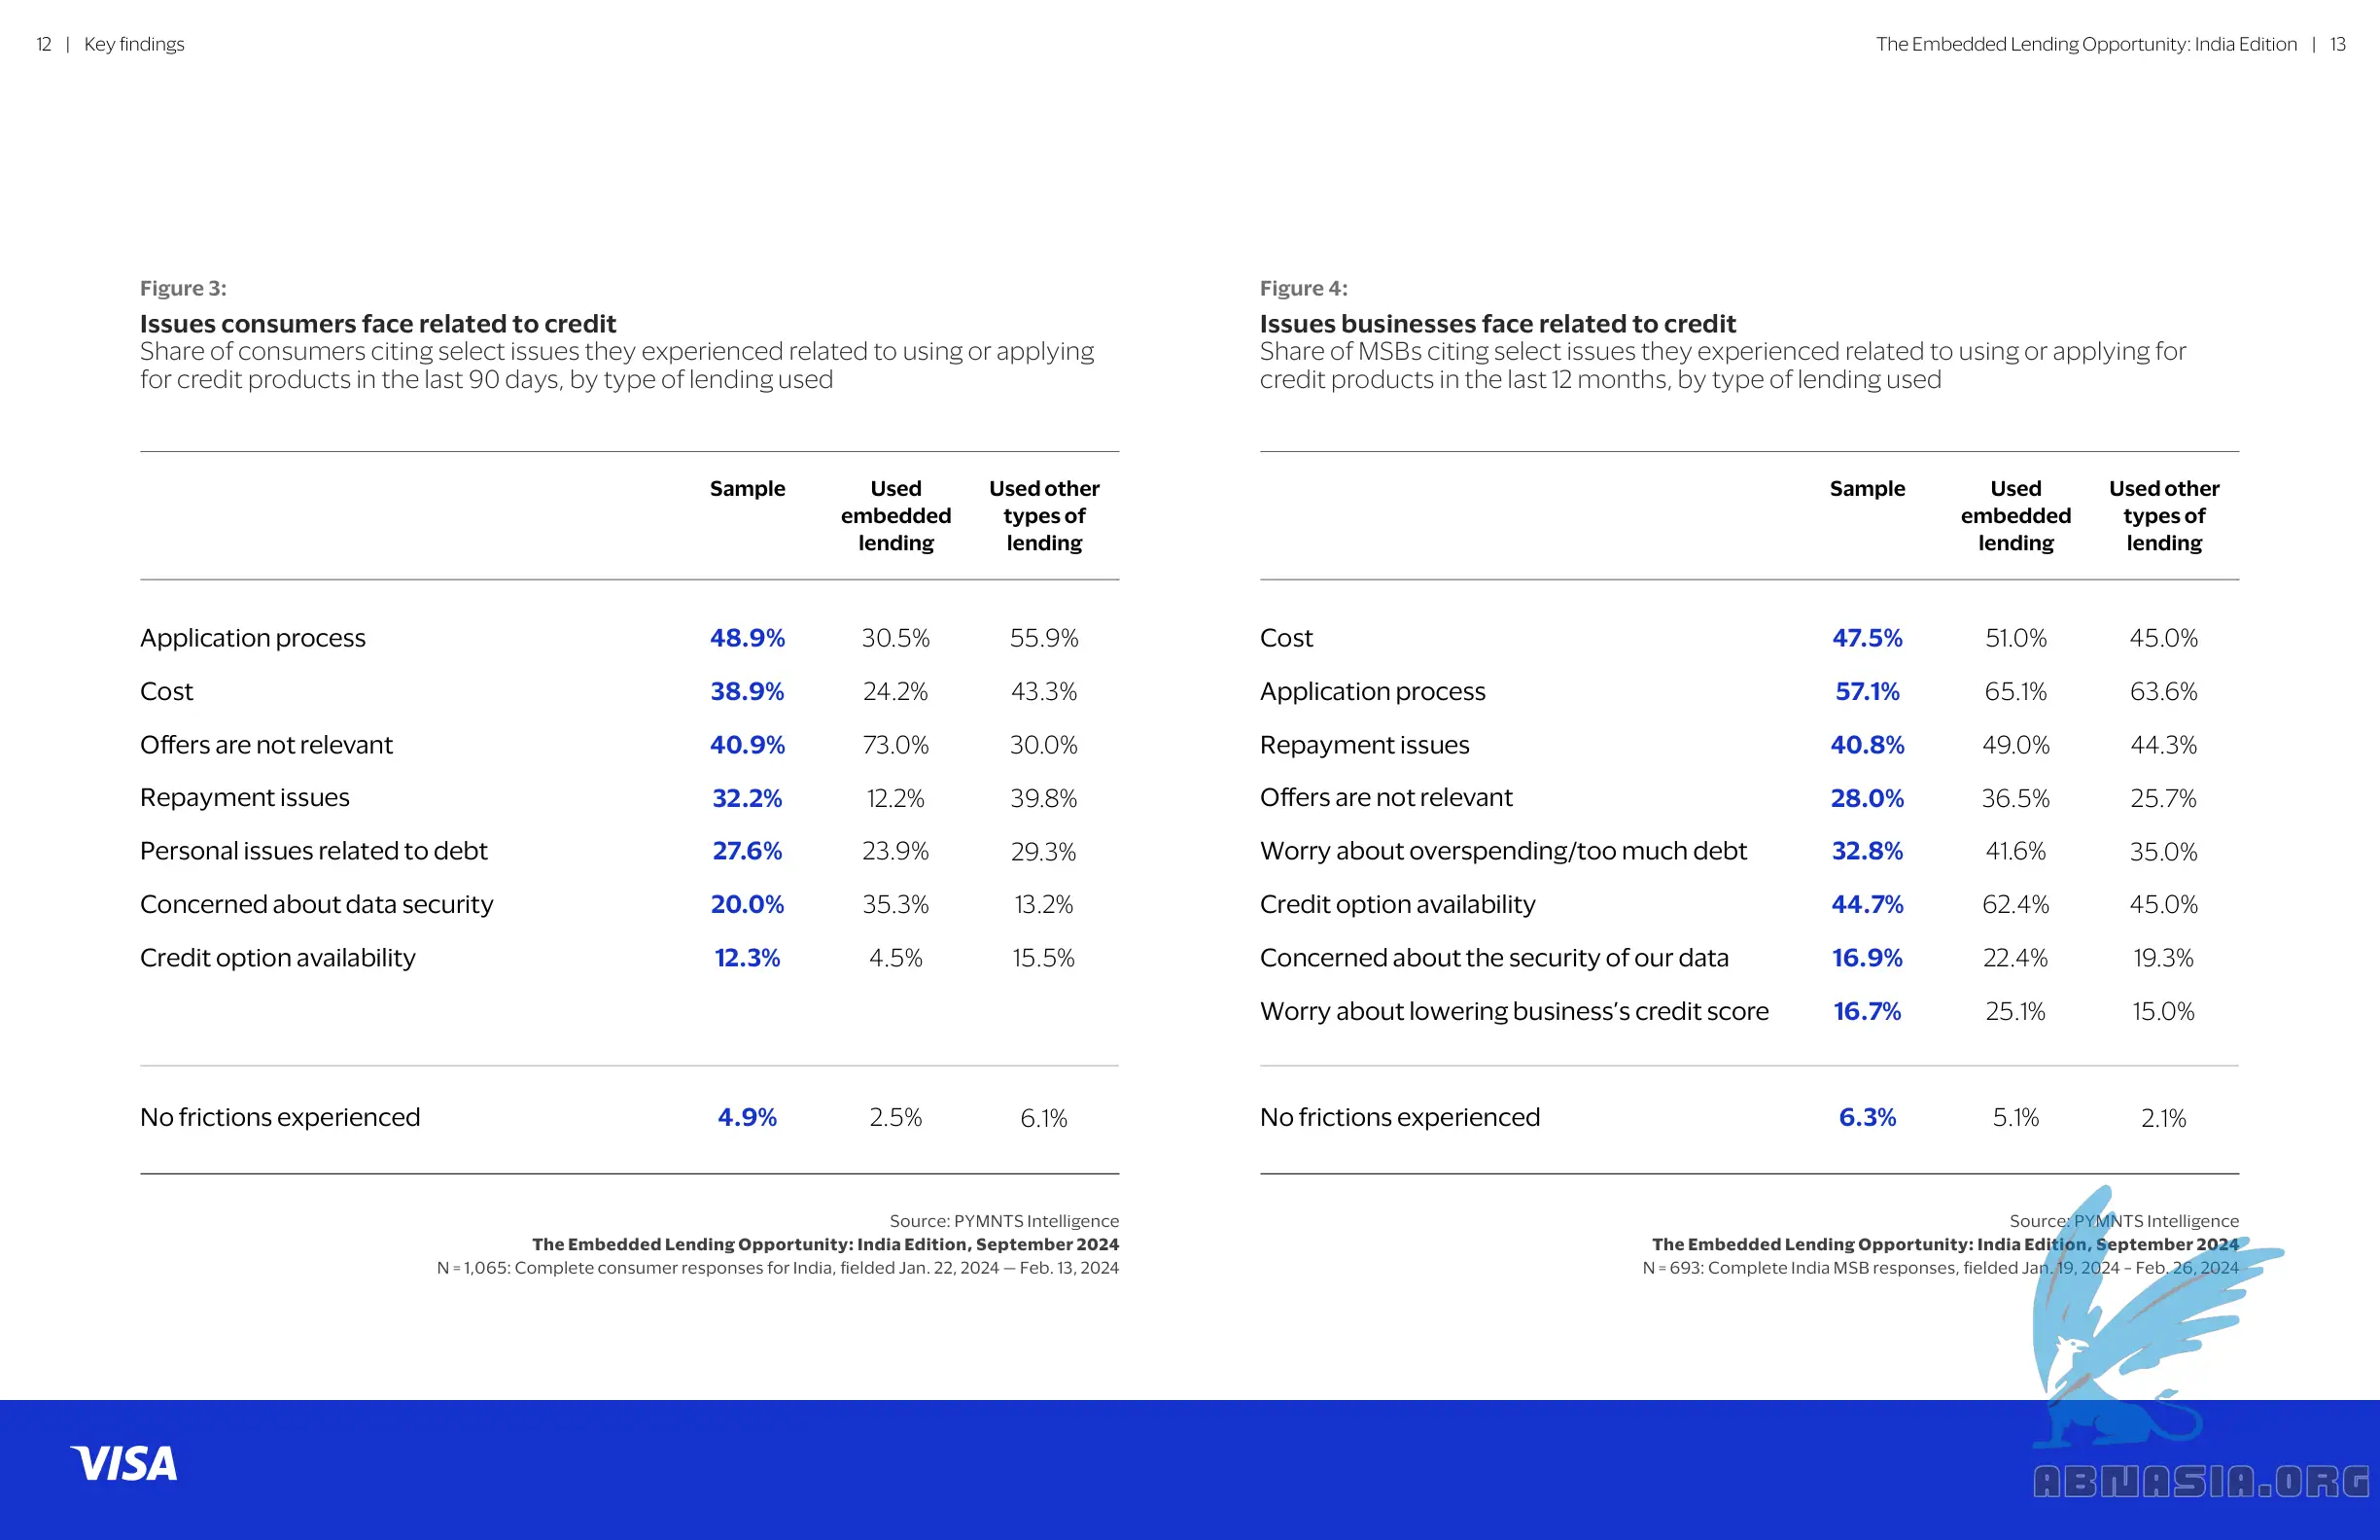 12 | Key findings
The Embedded Lending Opportunity: India Edition | 13
Figure 3:
Issues consumers face related to credit
Share of consumers citing select issues they experienced related to using or applying
for credit products in the last 90 days, by type of lending used
Sample Used embedded lending Used other types of lending
Application process 48.9% 30.5% 55.9%
Cost 38.9% 24.2% 43.3%
Offers are not relevant 40.9% 73.0% 30.0%
Repayment issues 32.2% 12.2% 39.8%
Personal issues related to debt 27.6% 23.9% 29.3%
Concerned about data security 20.0% 35.3% 13.2%
Credit option availability 12.3% 4.5% 15.5%
No frictions experienced 4.9% 2.5% 6.1%
Source: PYMNTS Intelligence
The Embedded Lending Opportunity: India Edition, September 2024
N = 1,065: Complete consumer responses for India, fielded Jan. 22, 2024 — Feb. 13, 2024
Figure 4:
Issues businesses face related to credit
Share of MSBs citing select issues they experienced related to using or applying for
credit products in the last 12 months, by type of lending used
Sample Used embedded lending Used other types of lending
Cost 47.5% 51.0% 45.0%
Application process 57.1% 65.1% 63.6%
Repayment issues 40.8% 49.0% 44.3%
Offers are not relevant 28.0% 36.5% 25.7%
Worry about overspending/too much debt 32.8% 41.6% 35.0%
Credit option availability 44.7% 62.4% 45.0%
Concerned about the security of our data 16.9% 22.4% 19.3%
Worry about lowering business's credit score 16.7% 25.1% 15.0%
No frictions experienced 6.3% 5.1% 2.1%
Source: PYMNTS Intelligence
The Embedded Lending Opportunity: India Edition, September 2024
N = 693: Complete India MSB responses, fielded Jan. 19, 2024 – Feb. 26, 2024
VISA
ABNASIA.ORG